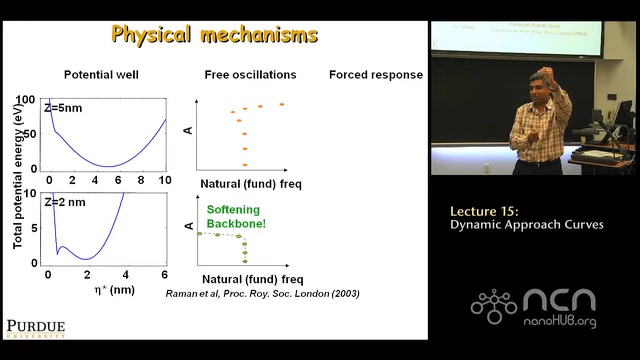 Physical mechanisms
Potential well
Free oscillations
Forced response
Total potential energy (eV)
100
50
0
Z=5nm
0 2 4 6 8 10
A
Natural (fund) freq
10
5
0
Z=2 nm
0 2 4 6
η* (nm)
Softening
Backbone!
A
Natural (fund) freq
Raman et al, Proc. Roy. Soc. London (2003)
PURDUE
UNIVERSITY
Lecture 15:
Dynamic Approach Curves
ncn
nanoHUB.org